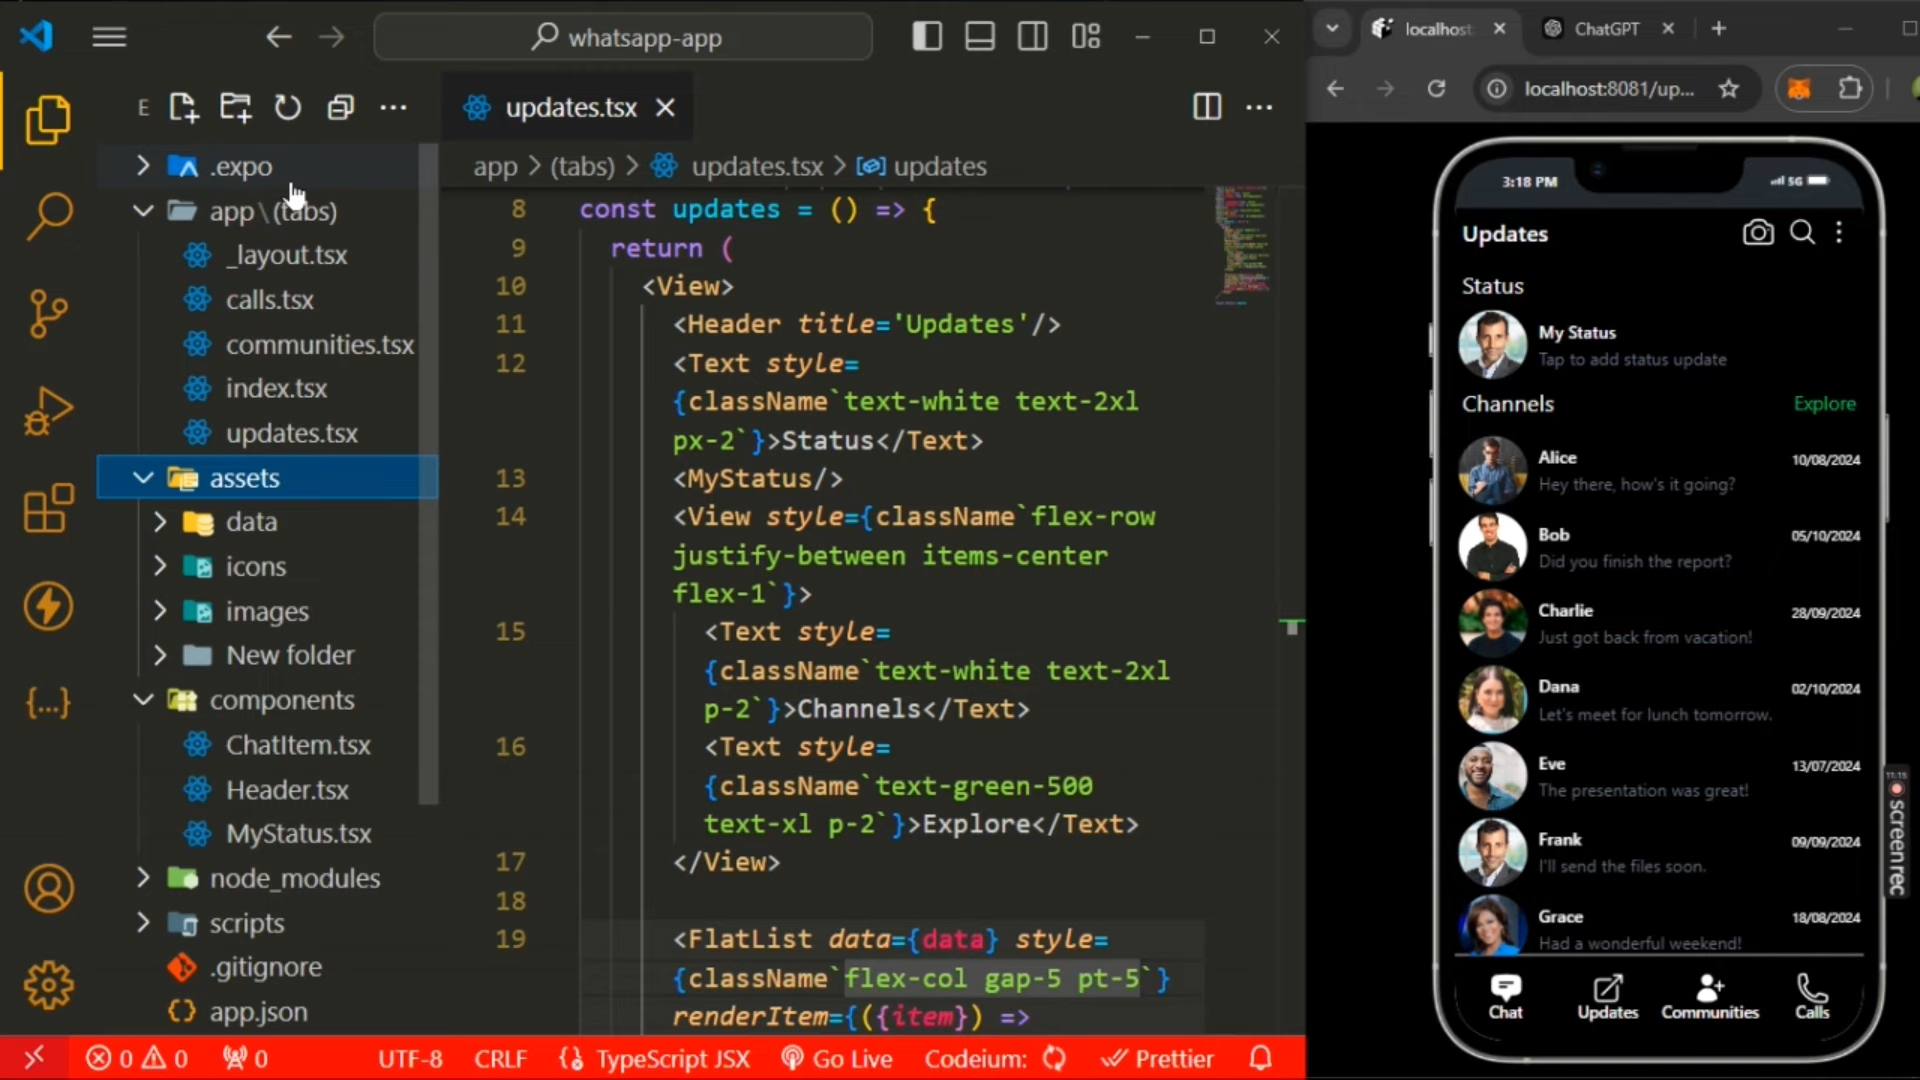 whatsapp-app
E
.expo
app\(tabs)
_layout.tsx
calls.tsx
communities.tsx
index.tsx
updates.tsx
assets
data
icons
images
New folder
components
ChatItem.tsx
Header.tsx
MyStatus.tsx
node_modules
scripts
.gitignore
app.json
updates.tsx
app > (tabs) > updates.tsx > updates
8 const updates = () => {
9 return (
10 <View>
11 <Header title='Updates'/>
12 <Text style=
{className`text-white text-2xl
px-2`}>Status</Text>
13 <MyStatus/>
14 <View style={className`flex-row
justify-between items-center
flex-1`}>
15 <Text style=
{className`text-white text-2xl
p-2`}>Channels</Text>
16 <Text style=
{className`text-green-500
text-xl p-2`}>Explore</Text>
17 </View>
18
19 <FlatList data={data} style=
{className`flex-col gap-5 pt-5`}
renderItem={({item}) =>
0 0 0 UTF-8 CRLF {} TypeScript JSX Go Live Codeium: Prettier
localhost: ChatGPT
localhost:8081/up...
3:18 PM 5G
Updates
Status
My Status
Tap to add status update
Channels Explore
Alice 10/08/2024
Hey there, how's it going?
Bob 05/10/2024
Did you finish the report?
Charlie 28/09/2024
Just got back from vacation!
Dana 02/10/2024
Let's meet for lunch tomorrow.
Eve 13/07/2024
The presentation was great!
Frank 09/09/2024
I'll send the files soon.
Grace 18/08/2024
Had a wonderful weekend!
Chat Updates Communities Calls
11:15
screenrec